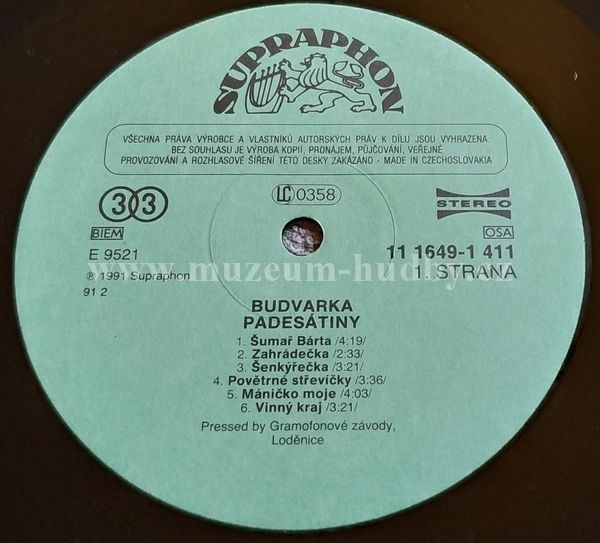 SUPRAPHON
VŠECHNA PRÁVA VÝROBCE A VLASTNÍKŮ AUTORSKÝCH PRÁV K DÍLU JSOU VYHRAZENA.
BEZ SOUHLASU JE VÝROBA KOPIÍ, PRONÁJEM, PŮJČOVÁNÍ, VEŘEJNÉ
PROVOZOVÁNÍ A ROZHLASOVÉ ŠÍŘENÍ TÉTO DESKY ZAKÁZÁNO · MADE IN CZECHOSLOVAKIA
33
LC 0358
STEREO
BIEM
OSA
E 9521
11 1649-1 411
℗ 1991 Supraphon
1. STRANA
91 2
www.muzeum-hudby.cz
BUDVARKA
PADESÁTINY
1. Šumař Bárta /4:19/
2. Zahrádečka /2:33/
3. Šenkýřečka /3:21/
4. Povětrné střevíčky /3:36/
5. Máničko moje /4:03/
6. Vinný kraj /3:21/
Pressed by Gramofonové závody,
Loděnice